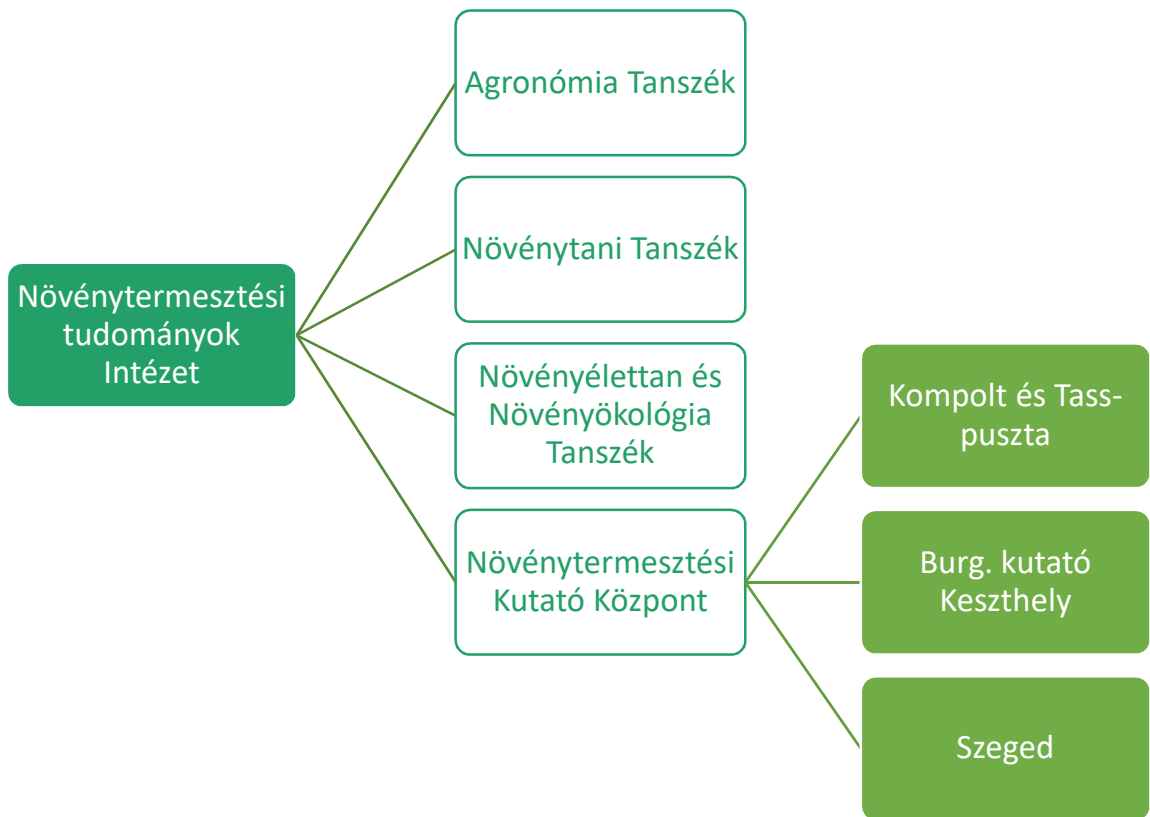 Növénytermesztési
tudományok
Intézet
Agronómia Tanszék
Növénytani Tanszék
Növényélettan és
Növényökológia
Tanszék
Növénytermesztési
Kutató Központ
Kompolt és Tass-
puszta
Burg. kutató
Keszthely
Szeged